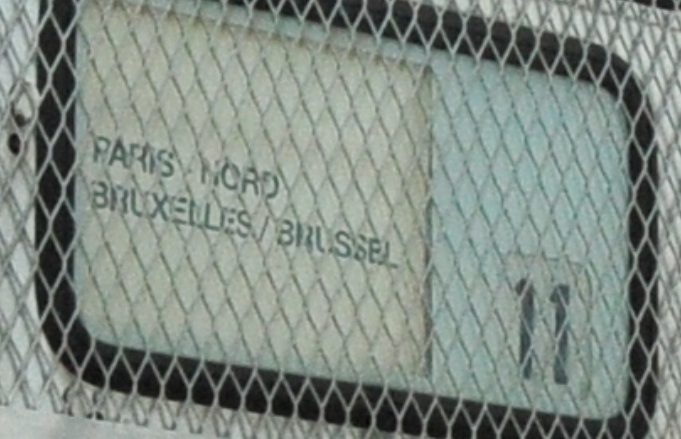 PARIS - NORD
BRUXELLES / BRUSSEL
11